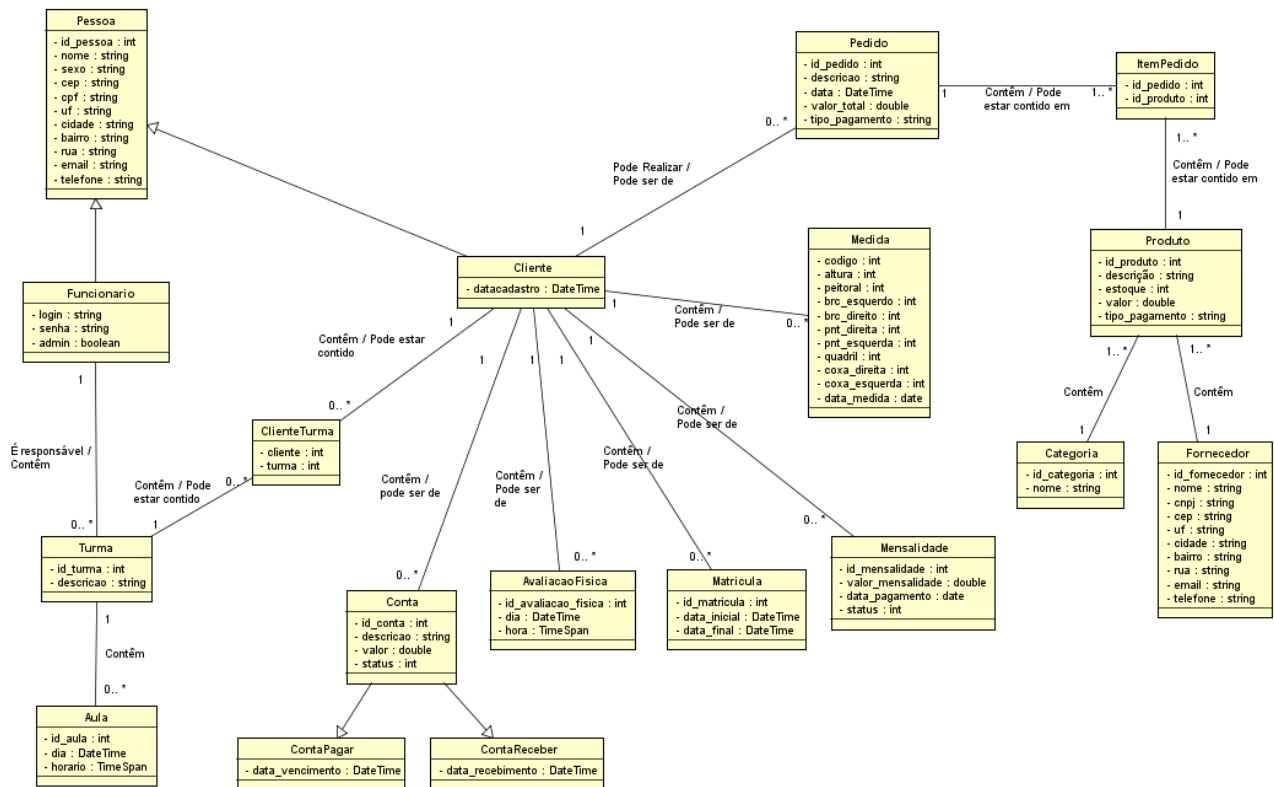 Pessoa
- id_pessoa : int
- nome : string
- sexo : string
- cep : string
- cpf : string
- uf : string
- cidade : string
- bairro : string
- rua : string
- email : string
- telefone : string
Pedido
- id_pedido : int
- descricao : string
- data : DateTime
- valor_total : double
- tipo_pagamento : string
1
Contêm / Pode
estar contido em
1.. *
ItemPedido
- id_pedido : int
- id_produto : int
0.. *
Pode Realizar /
Pode ser de
1
1.. *
Contêm / Pode
estar contido em
1
Cliente
- datacadastro : DateTime
Medida
- codigo : int
- altura : int
- peitoral : int
- brc_esquerdo : int
- brc_direito : int
- pnt_direita : int
- pnt_esquerda : int
- quadril : int
- coxa_direita : int
- coxa_esquerda : int
- data_medida : date
Produto
- id_produto : int
- descrição : string
- estoque : int
- valor : double
- tipo_pagamento : string
Funcionario
- login : string
- senha : string
- admin : boolean
1
Contêm /
Pode ser de
0.. *
1
Contêm / Pode estar
contido
0.. *
ClienteTurma
- cliente : int
- turma : int
1
É responsável /
Contêm
0.. *
0.. *
Contêm / Pode
estar contido
1
1
Contêm /
pode ser de
0.. *
1
Contêm /
Pode ser
de
0.. *
1
Contêm /
Pode ser de
0.. *
1
Contêm /
Pode ser de
0.. *
1.. *
Contêm
1
1.. *
Contêm
1
Categoria
- id_categoria : int
- nome : string
Fornecedor
- id_fornecedor : int
- nome : string
- cnpj : string
- cep : string
- uf : string
- cidade : string
- bairro : string
- rua : string
- email : string
- telefone : string
Turma
- id_turma : int
- descricao : string
Conta
- id_conta : int
- descricao : string
- valor : double
- status : int
AvaliacaoFisica
- id_avaliacao_fisica : int
- dia : DateTime
- hora : TimeSpan
Matricula
- id_matricula : int
- data_inicial : DateTime
- data_final : DateTime
Mensalidade
- id_mensalidade : int
- valor_mensalidade : double
- data_pagamento : date
- status : int
1
Contêm
0.. *
Aula
- id_aula : int
- dia : DateTime
- horario : TimeSpan
ContaPagar
- data_vencimento : DateTime
ContaReceber
- data_recebimento : DateTime